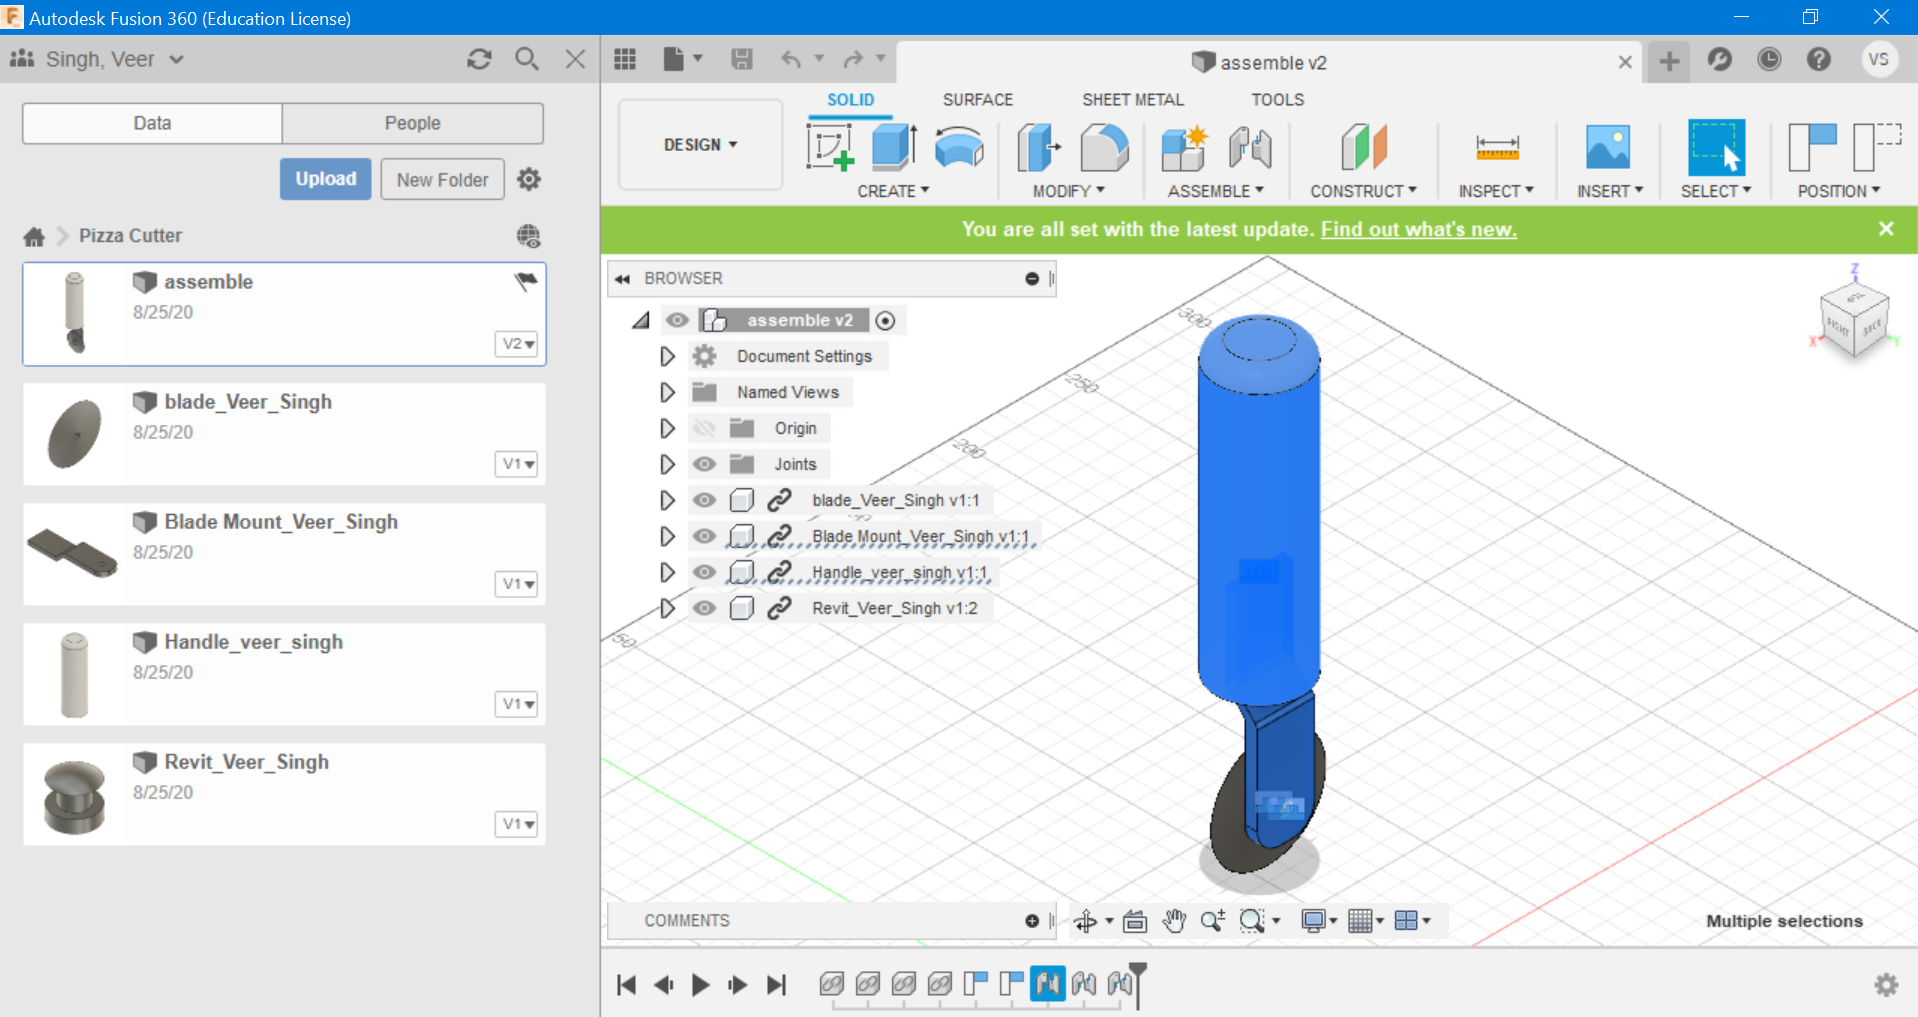 Autodesk Fusion 360 (Education License)
Singh, Veer
assemble v2
VS
Data
People
Upload
New Folder
Pizza Cutter
assemble
8/25/20
V2
blade_Veer_Singh
8/25/20
V1
Blade Mount_Veer_Singh
8/25/20
V1
Handle_veer_singh
8/25/20
V1
Revit_Veer_Singh
8/25/20
V1
SOLID SURFACE SHEET METAL TOOLS
DESIGN
CREATE MODIFY ASSEMBLE CONSTRUCT INSPECT INSERT SELECT POSITION
You are all set with the latest update. Find out what's new.
BROWSER
assemble v2
Document Settings
Named Views
Origin
Joints
blade_Veer_Singh v1:1
Blade Mount_Veer_Singh v1:1
Handle_veer_singh v1:1
Revit_Veer_Singh v1:2
300
250
200
50
Z
RIGHT
BACK
X
Y
COMMENTS
Multiple selections